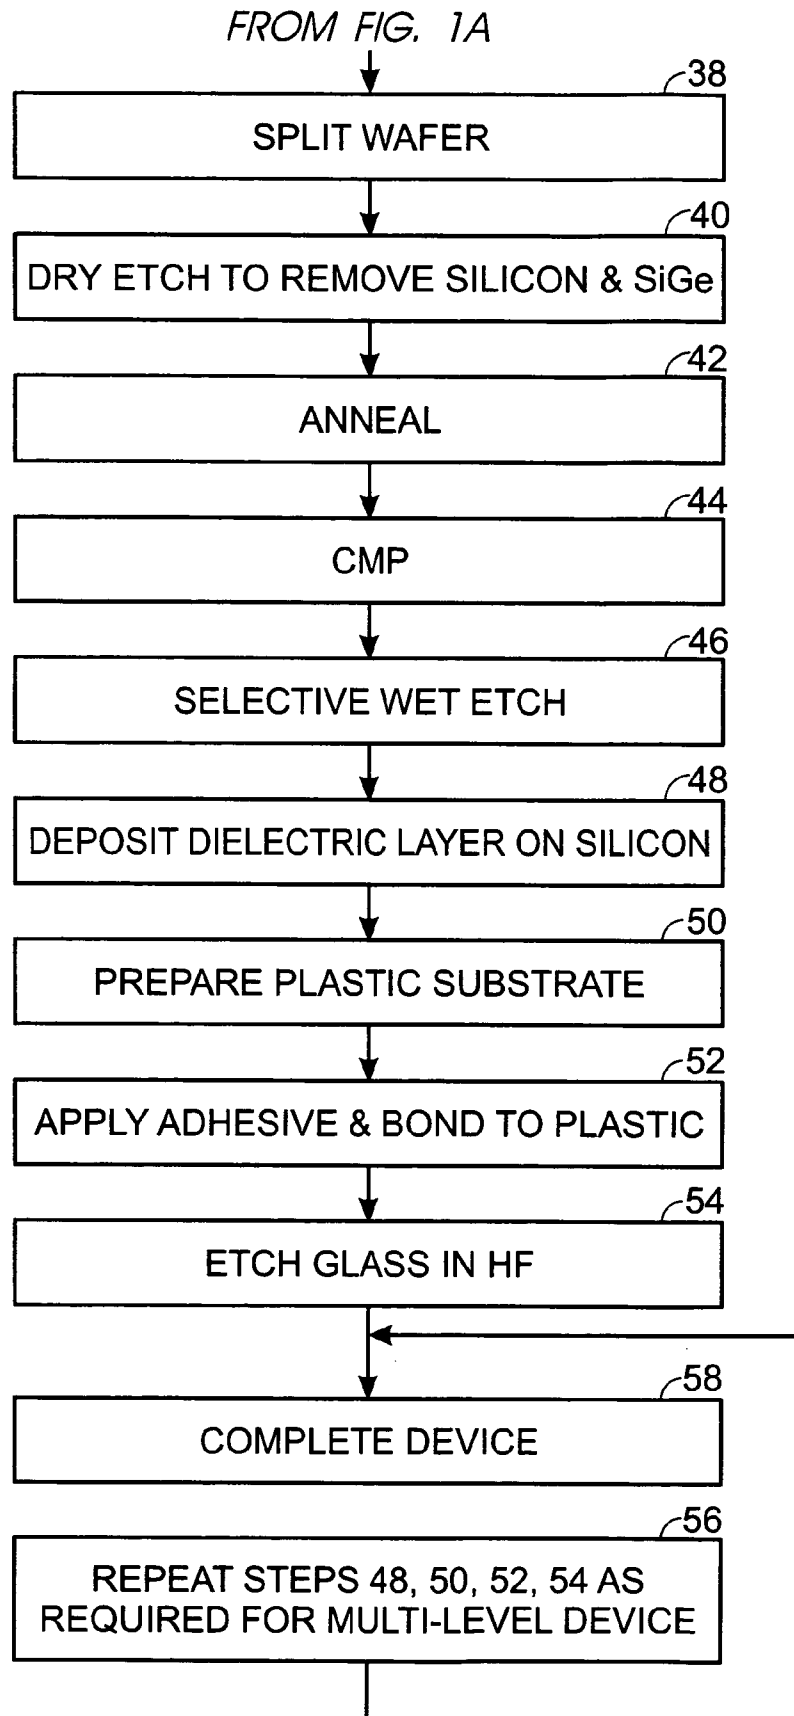 FROM FIG. 1A
38
SPLIT WAFER
40
DRY ETCH TO REMOVE SILICON & SiGe
42
ANNEAL
44
CMP
46
SELECTIVE WET ETCH
48
DEPOSIT DIELECTRIC LAYER ON SILICON
50
PREPARE PLASTIC SUBSTRATE
52
APPLY ADHESIVE & BOND TO PLASTIC
54
ETCH GLASS IN HF
58
COMPLETE DEVICE
56
REPEAT STEPS 48, 50, 52, 54 AS
REQUIRED FOR MULTI-LEVEL DEVICE